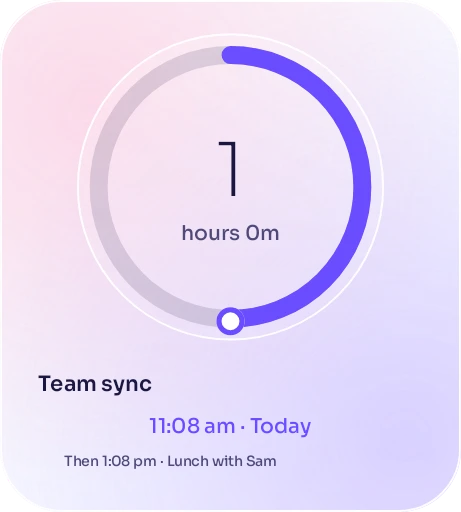 1
hours 0m
Team sync
11:08 am · Today
Then 1:08 pm · Lunch with Sam